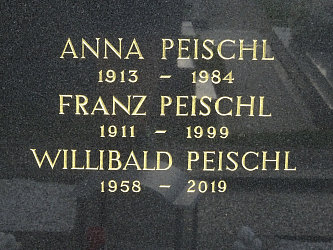 ANNA PEISCHL
1913 – 1984
FRANZ PEISCHL
1911 – 1999
WILLIBALD PEISCHL
1958 – 2019